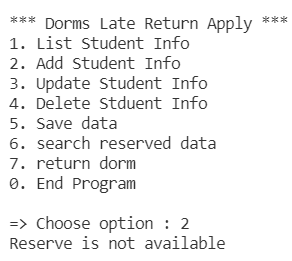 *** Dorms Late Return Apply ***
1. List Student Info
2. Add Student Info
3. Update Student Info
4. Delete Stduent Info
5. Save data
6. search reserved data
7. return dorm
0. End Program
=> Choose option : 2
Reserve is not available